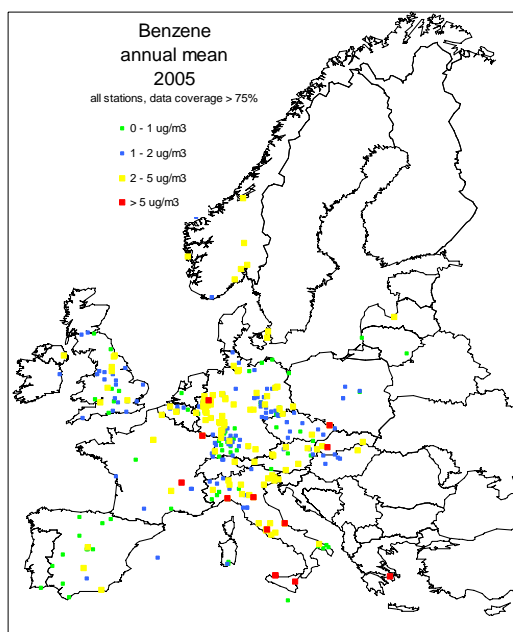 Benzene
annual mean
2005
all stations, data coverage > 75%
0 - 1 ug/m3
1 - 2 ug/m3
2 - 5 ug/m3
> 5 ug/m3